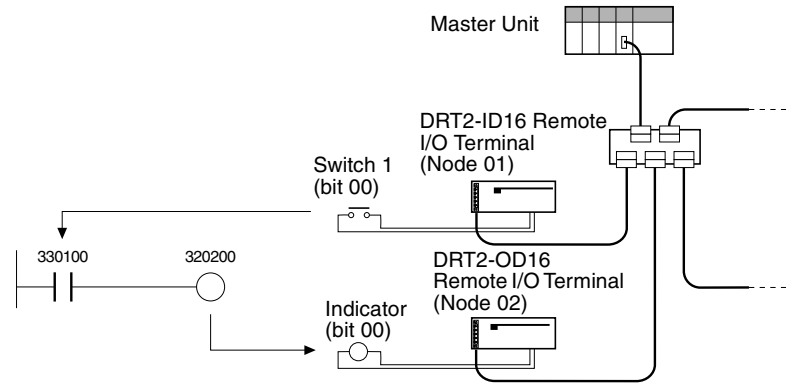 Master Unit
DRT2-ID16 Remote
I/O Terminal
(Node 01)
Switch 1
(bit 00)
330100
320200
DRT2-OD16
Remote I/O Terminal
(Node 02)
Indicator
(bit 00)